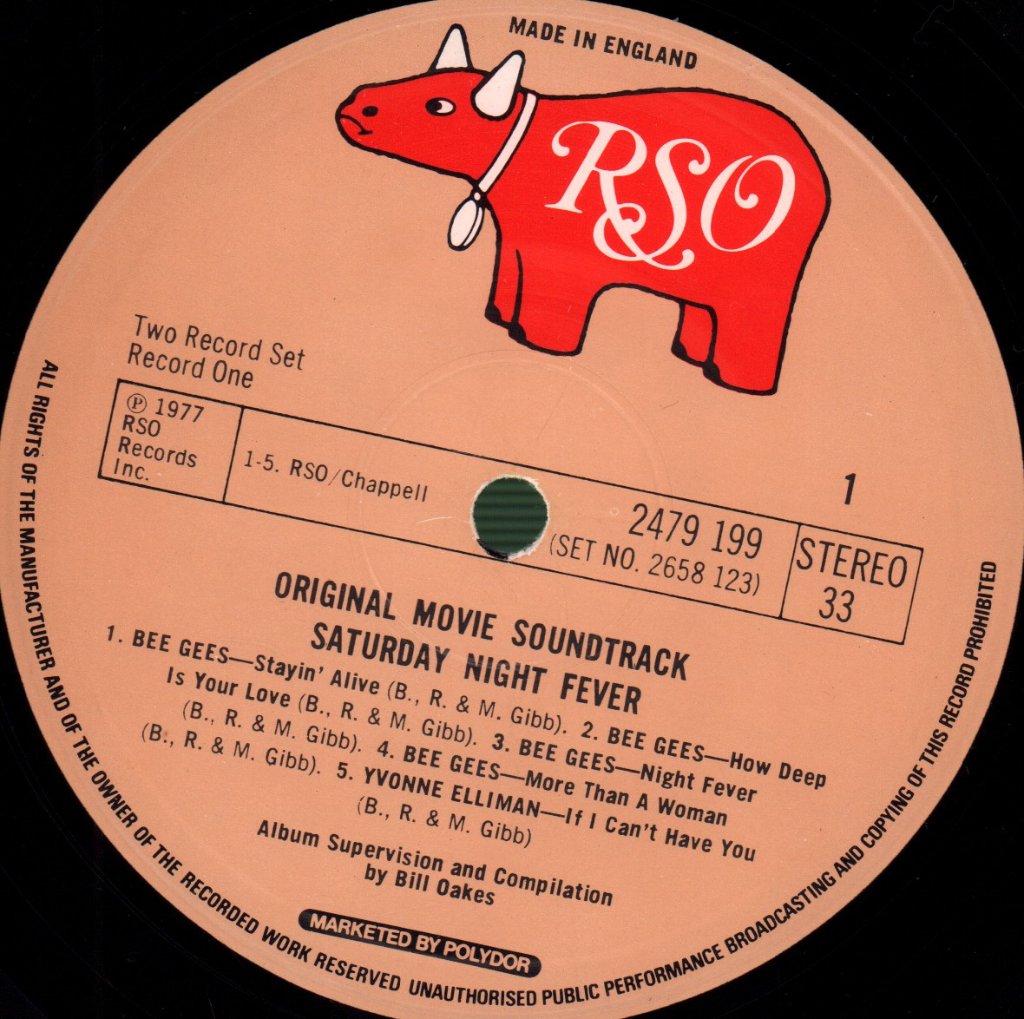 MADE IN ENGLAND
RSO
Two Record Set
Record One
℗ 1977
RSO
Records
Inc.
1-5. RSO/Chappell
1
2479 199
(SET NO. 2658 123)
STEREO
33
ORIGINAL MOVIE SOUNDTRACK
SATURDAY NIGHT FEVER
1. BEE GEES—Stayin' Alive (B., R. & M. Gibb). 2. BEE GEES—How Deep
Is Your Love (B., R. & M. Gibb). 3. BEE GEES—Night Fever
(B., R. & M. Gibb). 4. BEE GEES—More Than A Woman
(B., R. & M. Gibb). 5. YVONNE ELLIMAN—If I Can't Have You
(B., R. & M. Gibb)
Album Supervision and Compilation
by Bill Oakes
MARKETED BY POLYDOR
ALL RIGHTS OF THE MANUFACTURER AND OF THE OWNER OF THE RECORDED WORK RESERVED UNAUTHORISED PUBLIC PERFORMANCE BROADCASTING AND COPYING OF THIS RECORD PROHIBITED